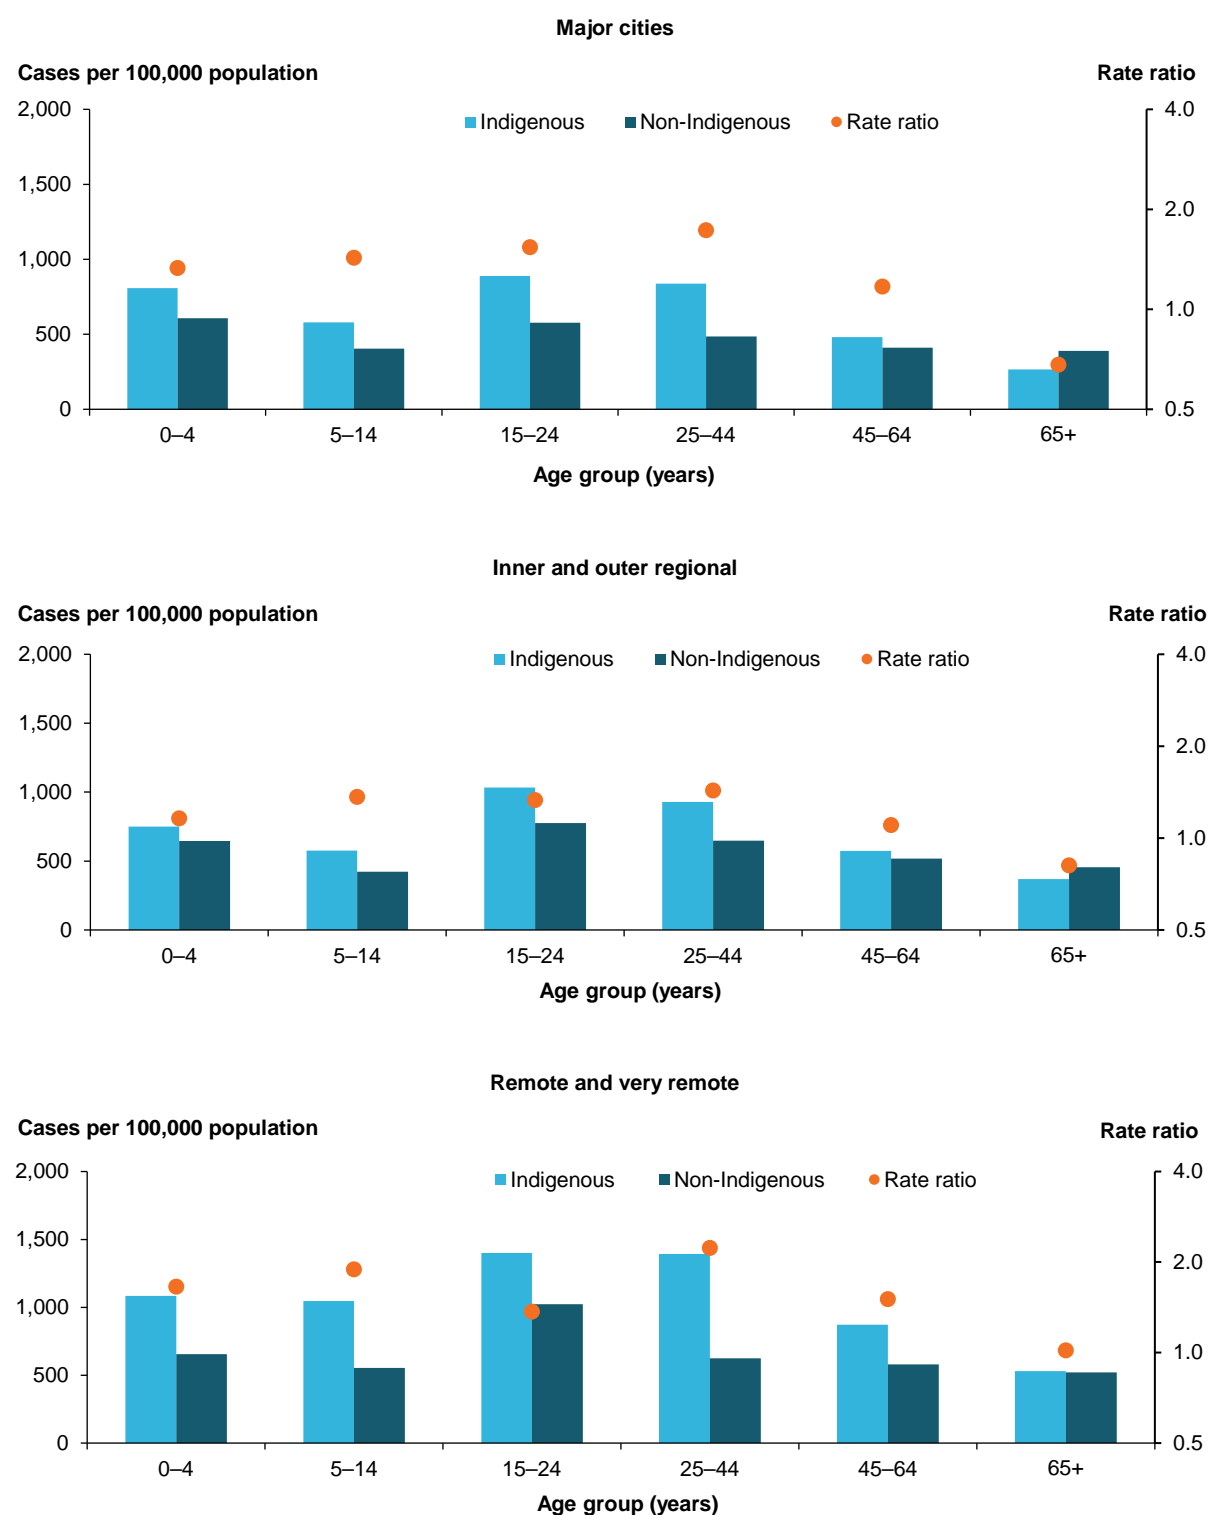 Major cities
Cases per 100,000 population Rate ratio
2,000 4.0
Indigenous Non-Indigenous Rate ratio
1,500
2.0
1,000
1.0
500
0 0.5
0–4 5–14 15–24 25–44 45–64 65+
Age group (years)
Inner and outer regional
Cases per 100,000 population Rate ratio
2,000 4.0
Indigenous Non-Indigenous Rate ratio
1,500
2.0
1,000
1.0
500
0 0.5
0–4 5–14 15–24 25–44 45–64 65+
Age group (years)
Remote and very remote
Cases per 100,000 population Rate ratio
2,000 4.0
Indigenous Non-Indigenous Rate ratio
1,500
2.0
1,000
1.0
500
0 0.5
0–4 5–14 15–24 25–44 45–64 65+
Age group (years)